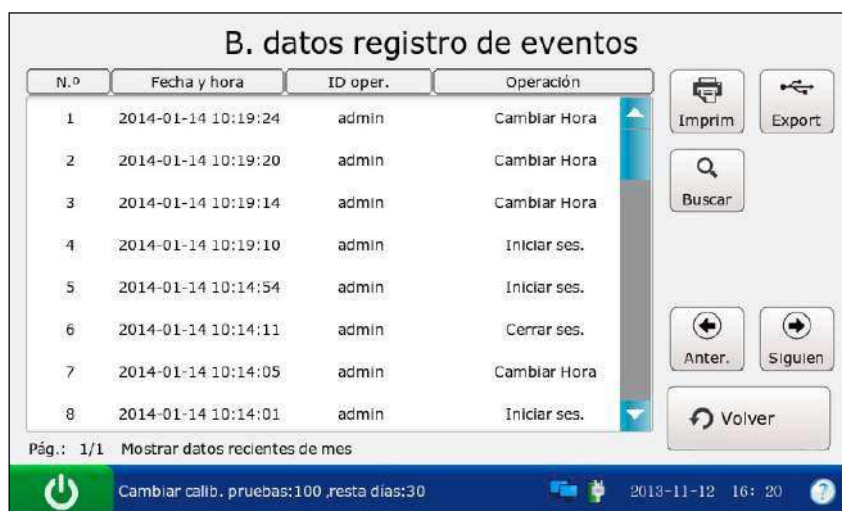 B. datos registro de eventos
N.º Fecha y hora ID oper. Operación
1 2014-01-14 10:19:24 admin Cambiar Hora
2 2014-01-14 10:19:20 admin Cambiar Hora
3 2014-01-14 10:19:14 admin Cambiar Hora
4 2014-01-14 10:19:10 admin Iniciar ses.
5 2014-01-14 10:14:54 admin Iniciar ses.
6 2014-01-14 10:14:11 admin Cerrar ses.
7 2014-01-14 10:14:05 admin Cambiar Hora
8 2014-01-14 10:14:01 admin Iniciar ses.
Imprim Export
Buscar
Anter. Siguien
Volver
Pág.: 1/1 Mostrar datos recientes de mes
Cambiar calib. pruebas:100 ,resta días:30 2013-11-12 16: 20 ?